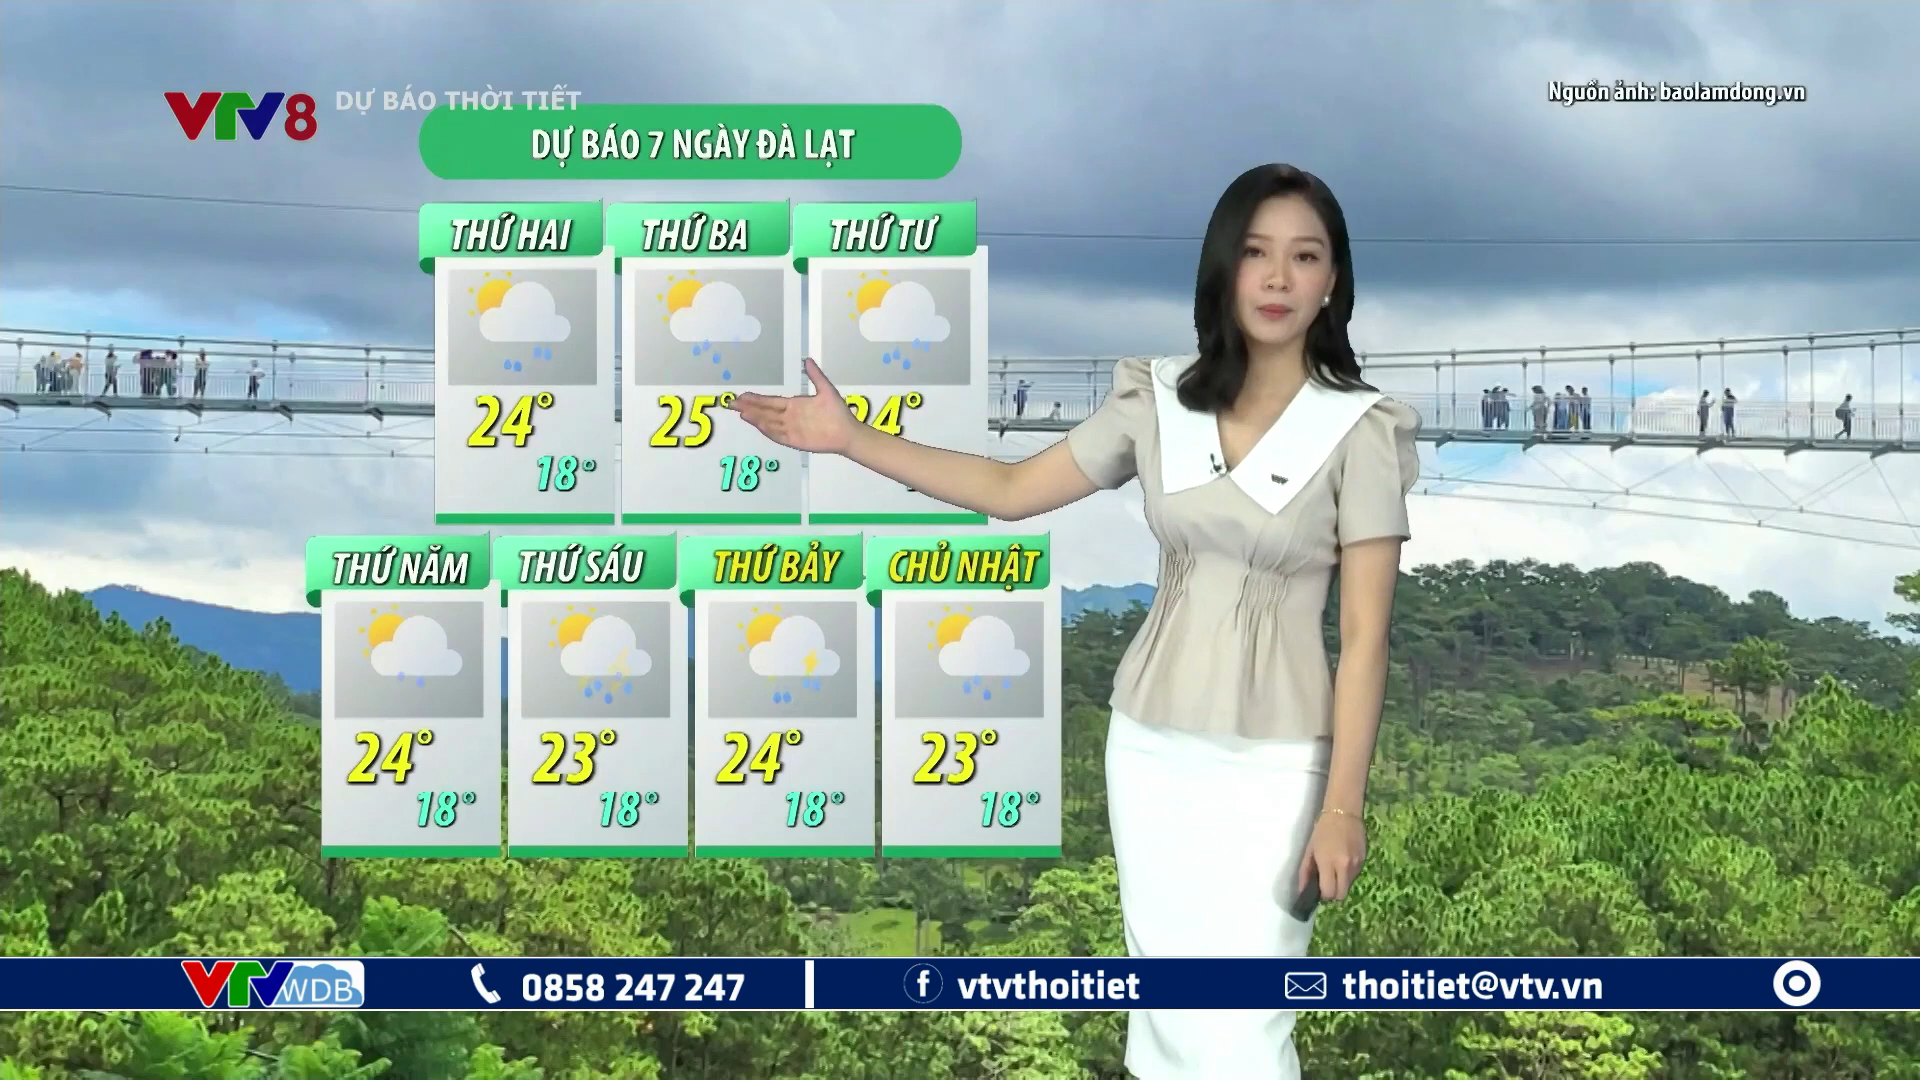 VTV8 DỰ BÁO THỜI TIẾT
Nguồn ảnh: baolamdong.vn
DỰ BÁO 7 NGÀY ĐÀ LẠT
THỨ HAI
THỨ BA
THỨ TƯ
24°
25°
24°
18°
18°
THỨ NĂM
THỨ SÁU
THỨ BẢY
CHỦ NHẬT
24°
23°
24°
23°
18°
18°
18°
18°
VTV WDB
0858 247 247
vtvthoitiet
thoitiet@vtv.vn